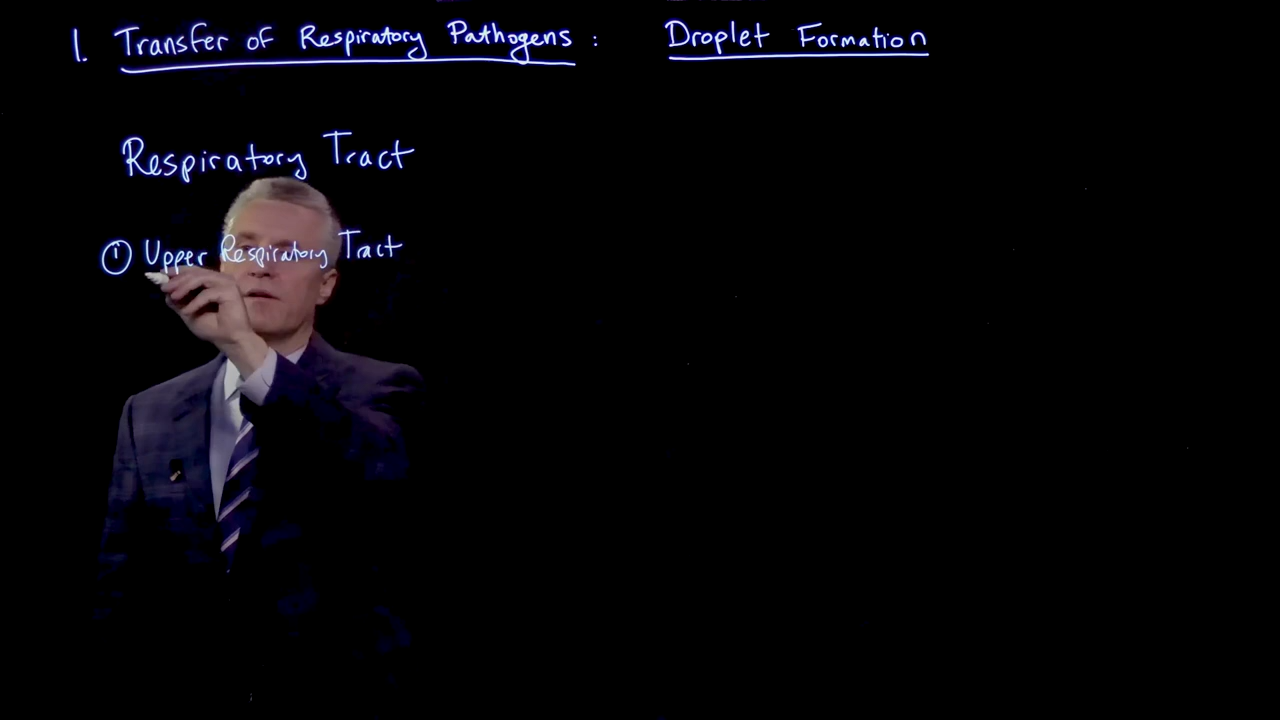 1. Transfer of Respiratory Pathogens : Droplet Formation
Respiratory Tract
① Upper Respiratory Tract